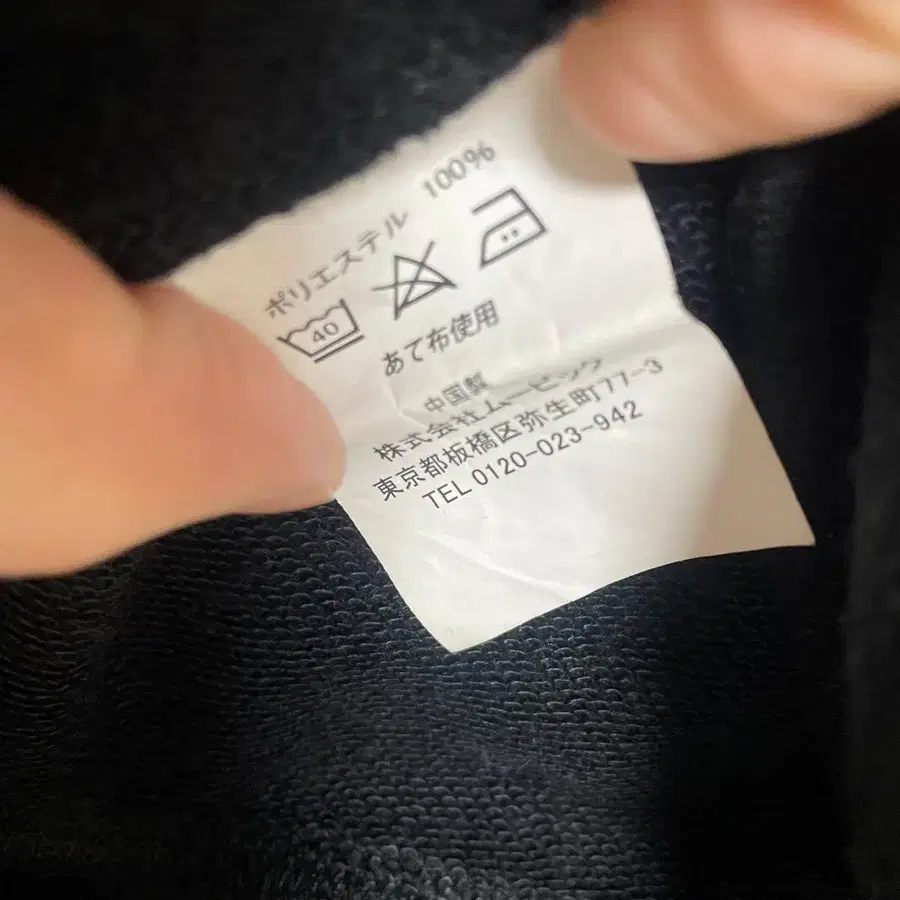 ポリエステル 100%
40
あて布使用
中国製
株式会社ムービック
東京都板橋区弥生町77-3
TEL 0120-023-942